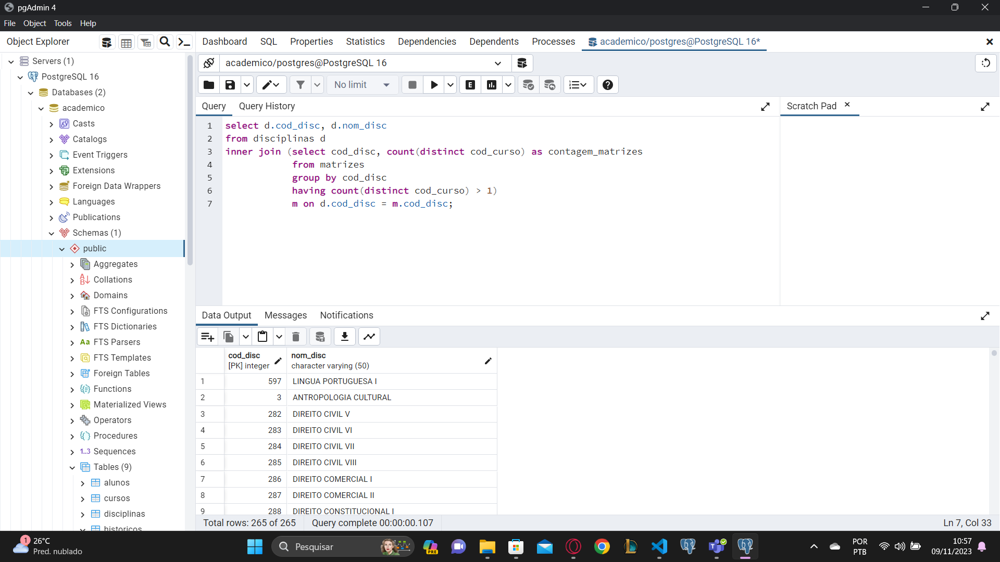 pgAdmin 4
File Object Tools Help
Object Explorer
Dashboard SQL Properties Statistics Dependencies Dependents Processes academico/postgres@PostgreSQL 16*
Servers (1)
PostgreSQL 16
Databases (2)
academico
Casts
Catalogs
Event Triggers
Extensions
Foreign Data Wrappers
Languages
Publications
Schemas (1)
public
Aggregates
Collations
Domains
FTS Configurations
FTS Dictionaries
Aa FTS Parsers
FTS Templates
Foreign Tables
Functions
Materialized Views
Operators
Procedures
1..3 Sequences
Tables (9)
alunos
cursos
disciplinas
historicos
academico/postgres@PostgreSQL 16
No limit
E
Query Query History
Scratch Pad
1 select d.cod_disc, d.nom_disc
2 from disciplinas d
3 inner join (select cod_disc, count(distinct cod_curso) as contagem_matrizes
4 from matrizes
5 group by cod_disc
6 having count(distinct cod_curso) > 1)
7 m on d.cod_disc = m.cod_disc;
Data Output Messages Notifications
cod_disc nom_disc
[PK] integer character varying (50)
1 597 LINGUA PORTUGUESA I
2 3 ANTROPOLOGIA CULTURAL
3 282 DIREITO CIVIL V
4 283 DIREITO CIVIL VI
5 284 DIREITO CIVIL VII
6 285 DIREITO CIVIL VIII
7 286 DIREITO COMERCIAL I
8 287 DIREITO COMERCIAL II
9 288 DIREITO CONSTITUCIONAL I
Total rows: 265 of 265 Query complete 00:00:00.107
Ln 7, Col 33
1
26°C
Pred. nublado
Pesquisar
PRE
POR
PTB
10:57
09/11/2023